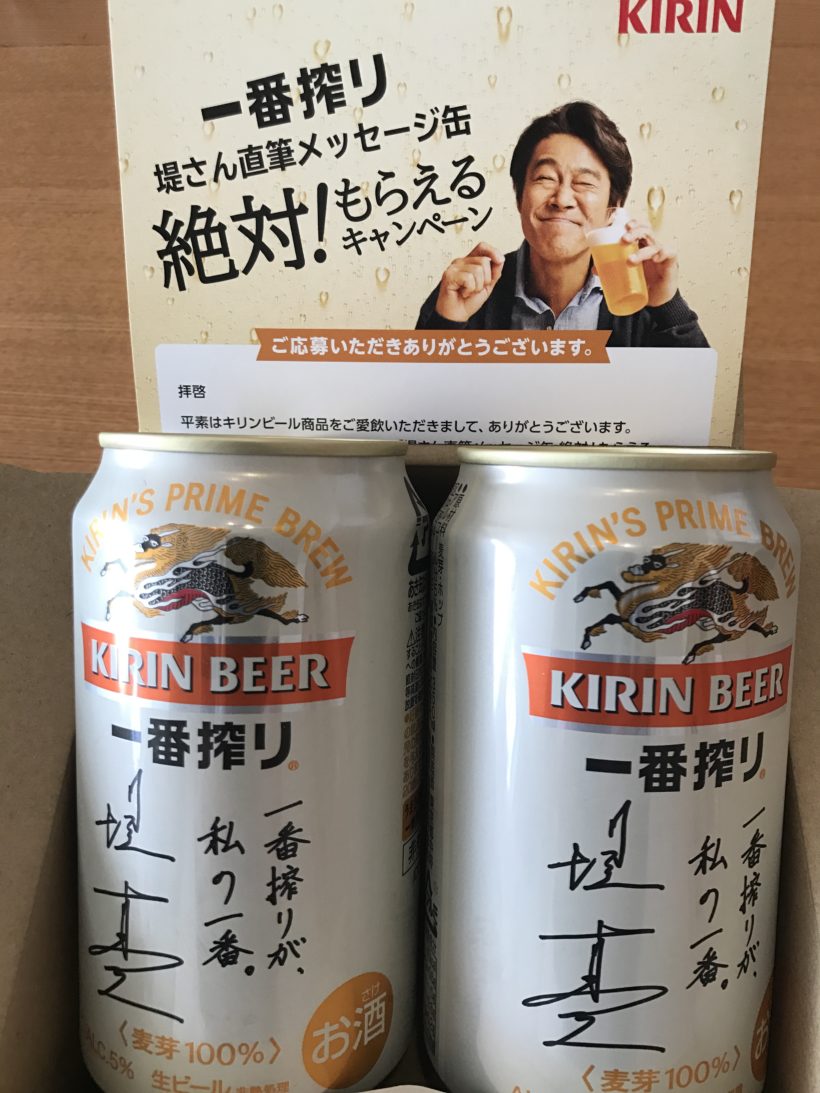 KIRIN
一番搾り
堤さん直筆メッセージ缶
絶対!もらえる
キャンペーン
ご応募いただきありがとうございます。
拝啓
平素はキリンビール商品をご愛飲いただきまして、ありがとうございます。
KIRIN'S PRIME BREW
KIRIN BEER
一番搾り®
一番搾りが、
私の一番。
堤
お酒
さけ
〈麦芽100%〉
ALC.5%
生ビール
KIRIN'S PRIME BREW
KIRIN BEER
一番搾り®
一番搾りが、
私の一番。
堤
〈麦芽100%〉